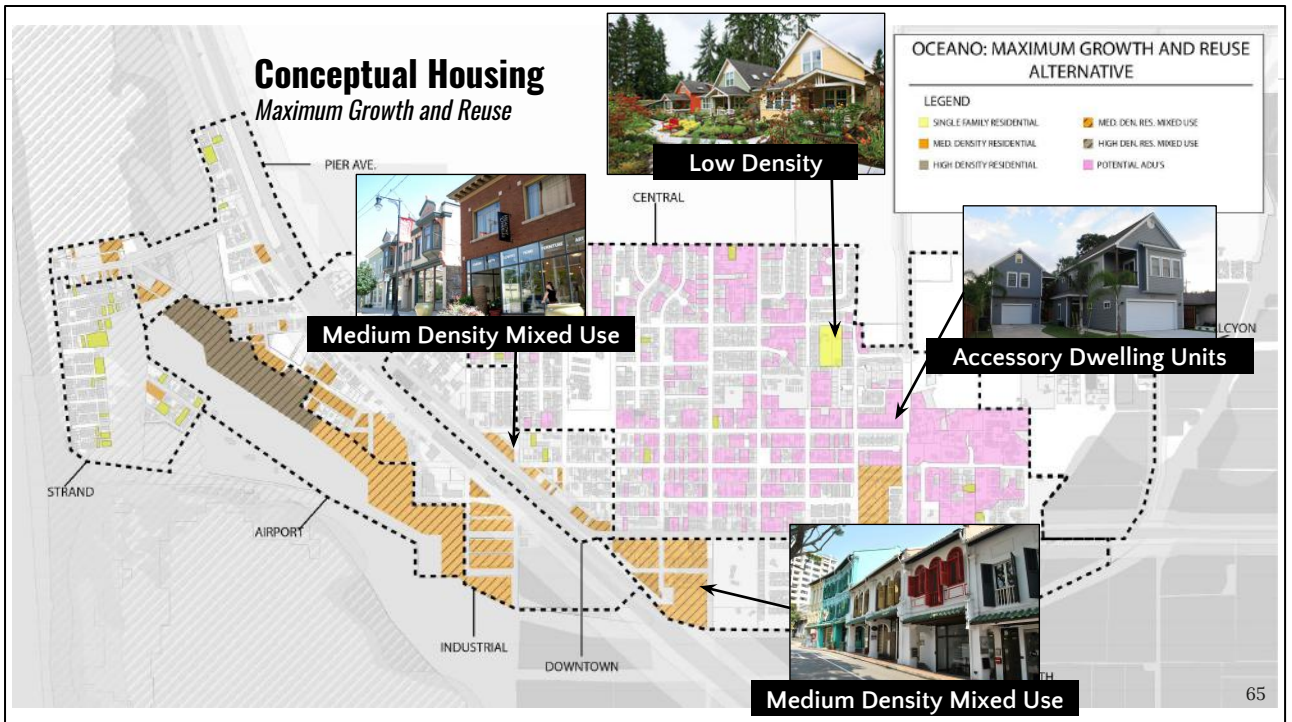 Conceptual Housing
Maximum Growth and Reuse
OCEANO: MAXIMUM GROWTH AND REUSE
ALTERNATIVE
LEGEND
SINGLE FAMILY RESIDENTIAL
MED. DENSITY RESIDENTIAL
HIGH DENSITY RESIDENTIAL
MED. DEN. RES. MIXED USE
HIGH DEN. RES. MIXED USE
POTENTIAL ADU'S
PIER AVE.
Low Density
CENTRAL
Medium Density Mixed Use
LCYON
Accessory Dwelling Units
STRAND
AIRPORT
INDUSTRIAL
DOWNTOWN
TH
Medium Density Mixed Use
65